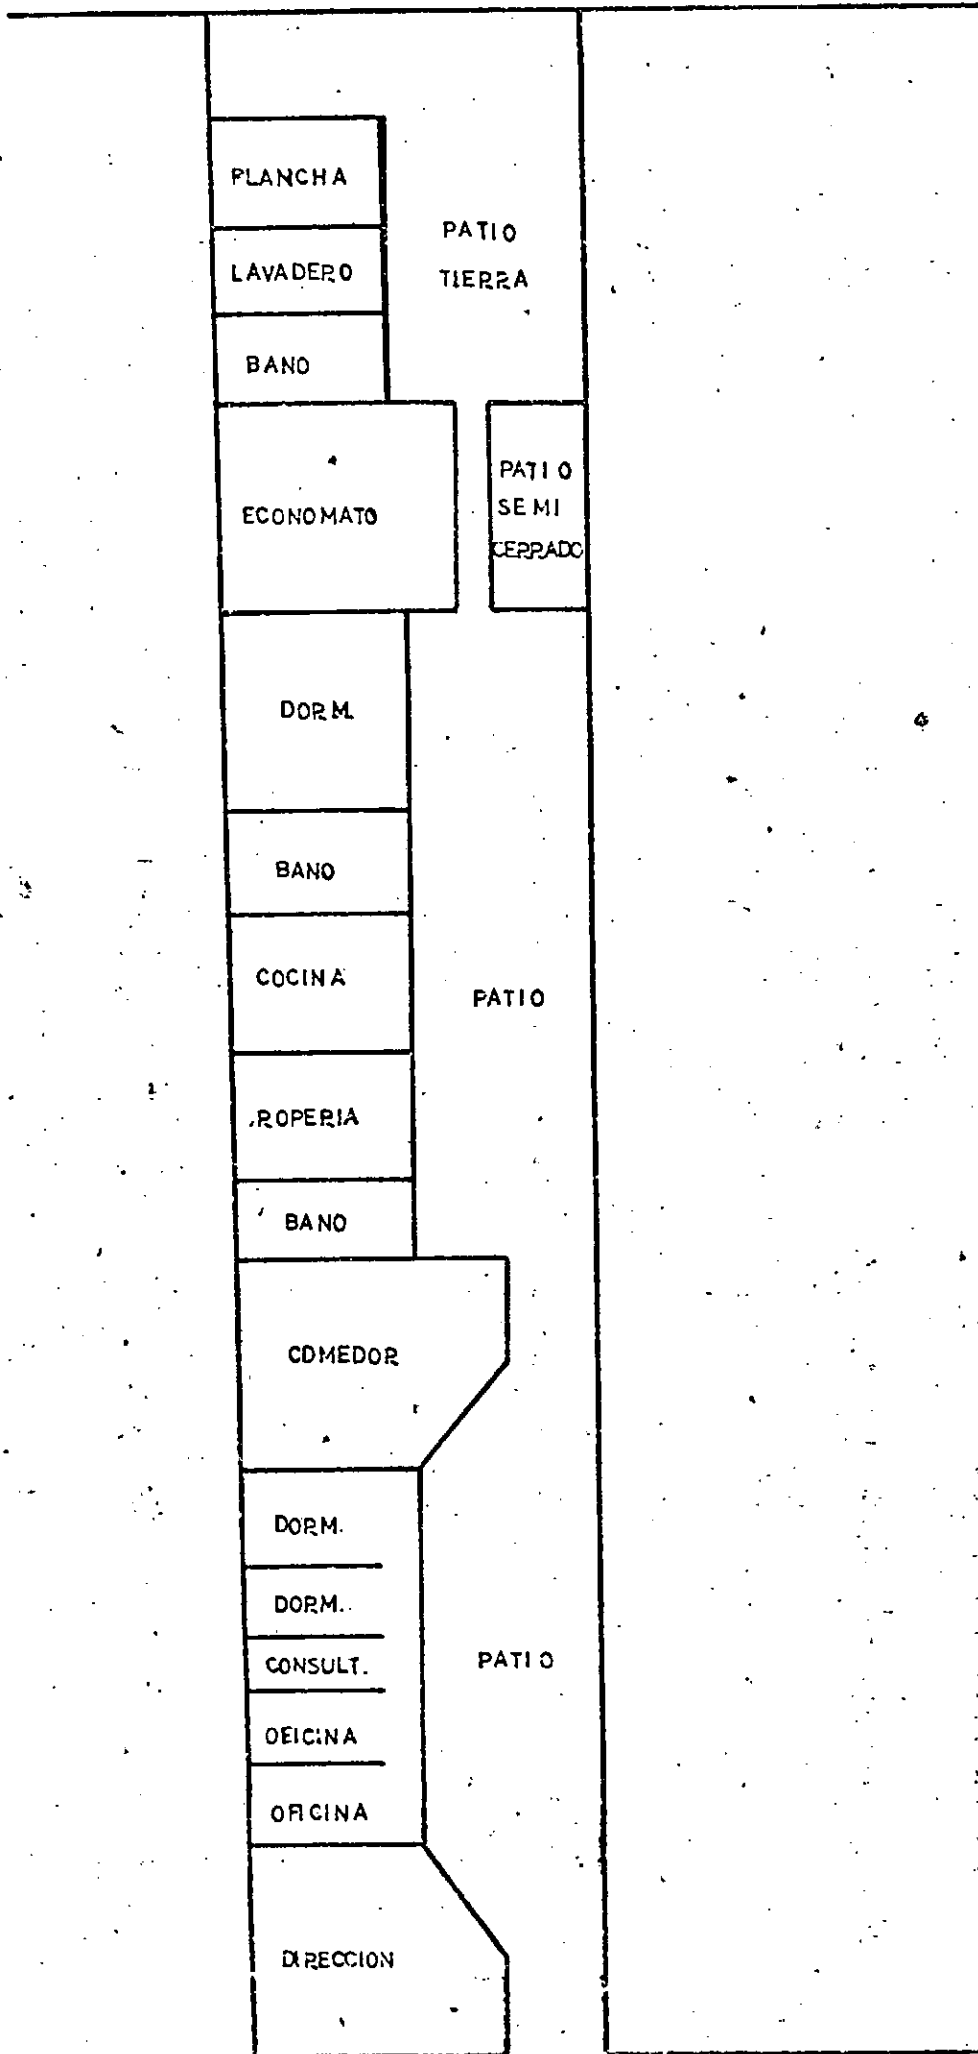 PLANCHA
PATIO
TIERRA
LAVADERO
BANO
PATIO
SEMI
CERRADO
ECONOMATO
DORM.
BANO
COCINA
PATIO
ROPERIA
BANO
COMEDOR
DORM.
DORM.
CONSULT.
PATIO
OFICINA
OFICINA
DIRECCION